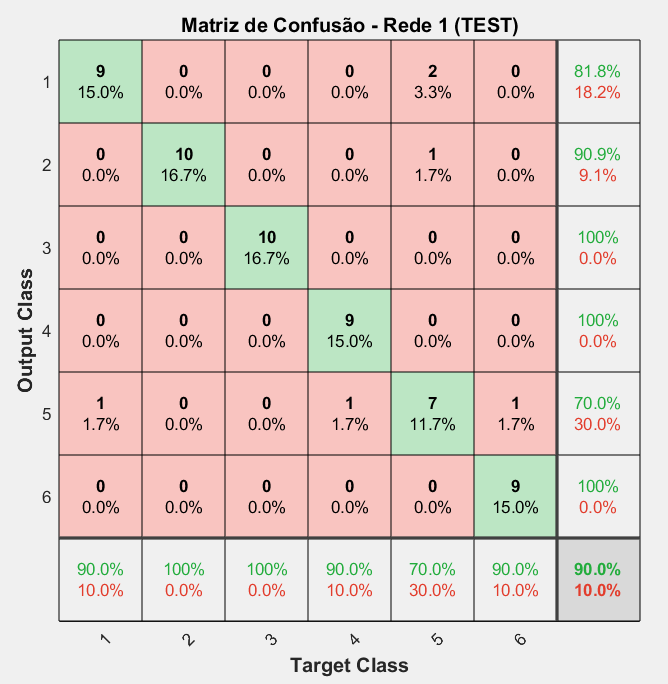 Matriz de Confusão - Rede 1 (TEST)
1
9 0 0 0 2 0 81.8%
15.0% 0.0% 0.0% 0.0% 3.3% 0.0% 18.2%
2
0 10 0 0 1 0 90.9%
0.0% 16.7% 0.0% 0.0% 1.7% 0.0% 9.1%
3
0 0 10 0 0 0 100%
0.0% 0.0% 16.7% 0.0% 0.0% 0.0% 0.0%
4
0 0 0 9 0 0 100%
0.0% 0.0% 0.0% 15.0% 0.0% 0.0% 0.0%
5
1 0 0 1 7 1 70.0%
1.7% 0.0% 0.0% 1.7% 11.7% 1.7% 30.0%
6
0 0 0 0 0 9 100%
0.0% 0.0% 0.0% 0.0% 0.0% 15.0% 0.0%
90.0% 100% 100% 90.0% 70.0% 90.0% 90.0%
10.0% 0.0% 0.0% 10.0% 30.0% 10.0% 10.0%
1 2 3 4 5 6
Target Class
Output Class